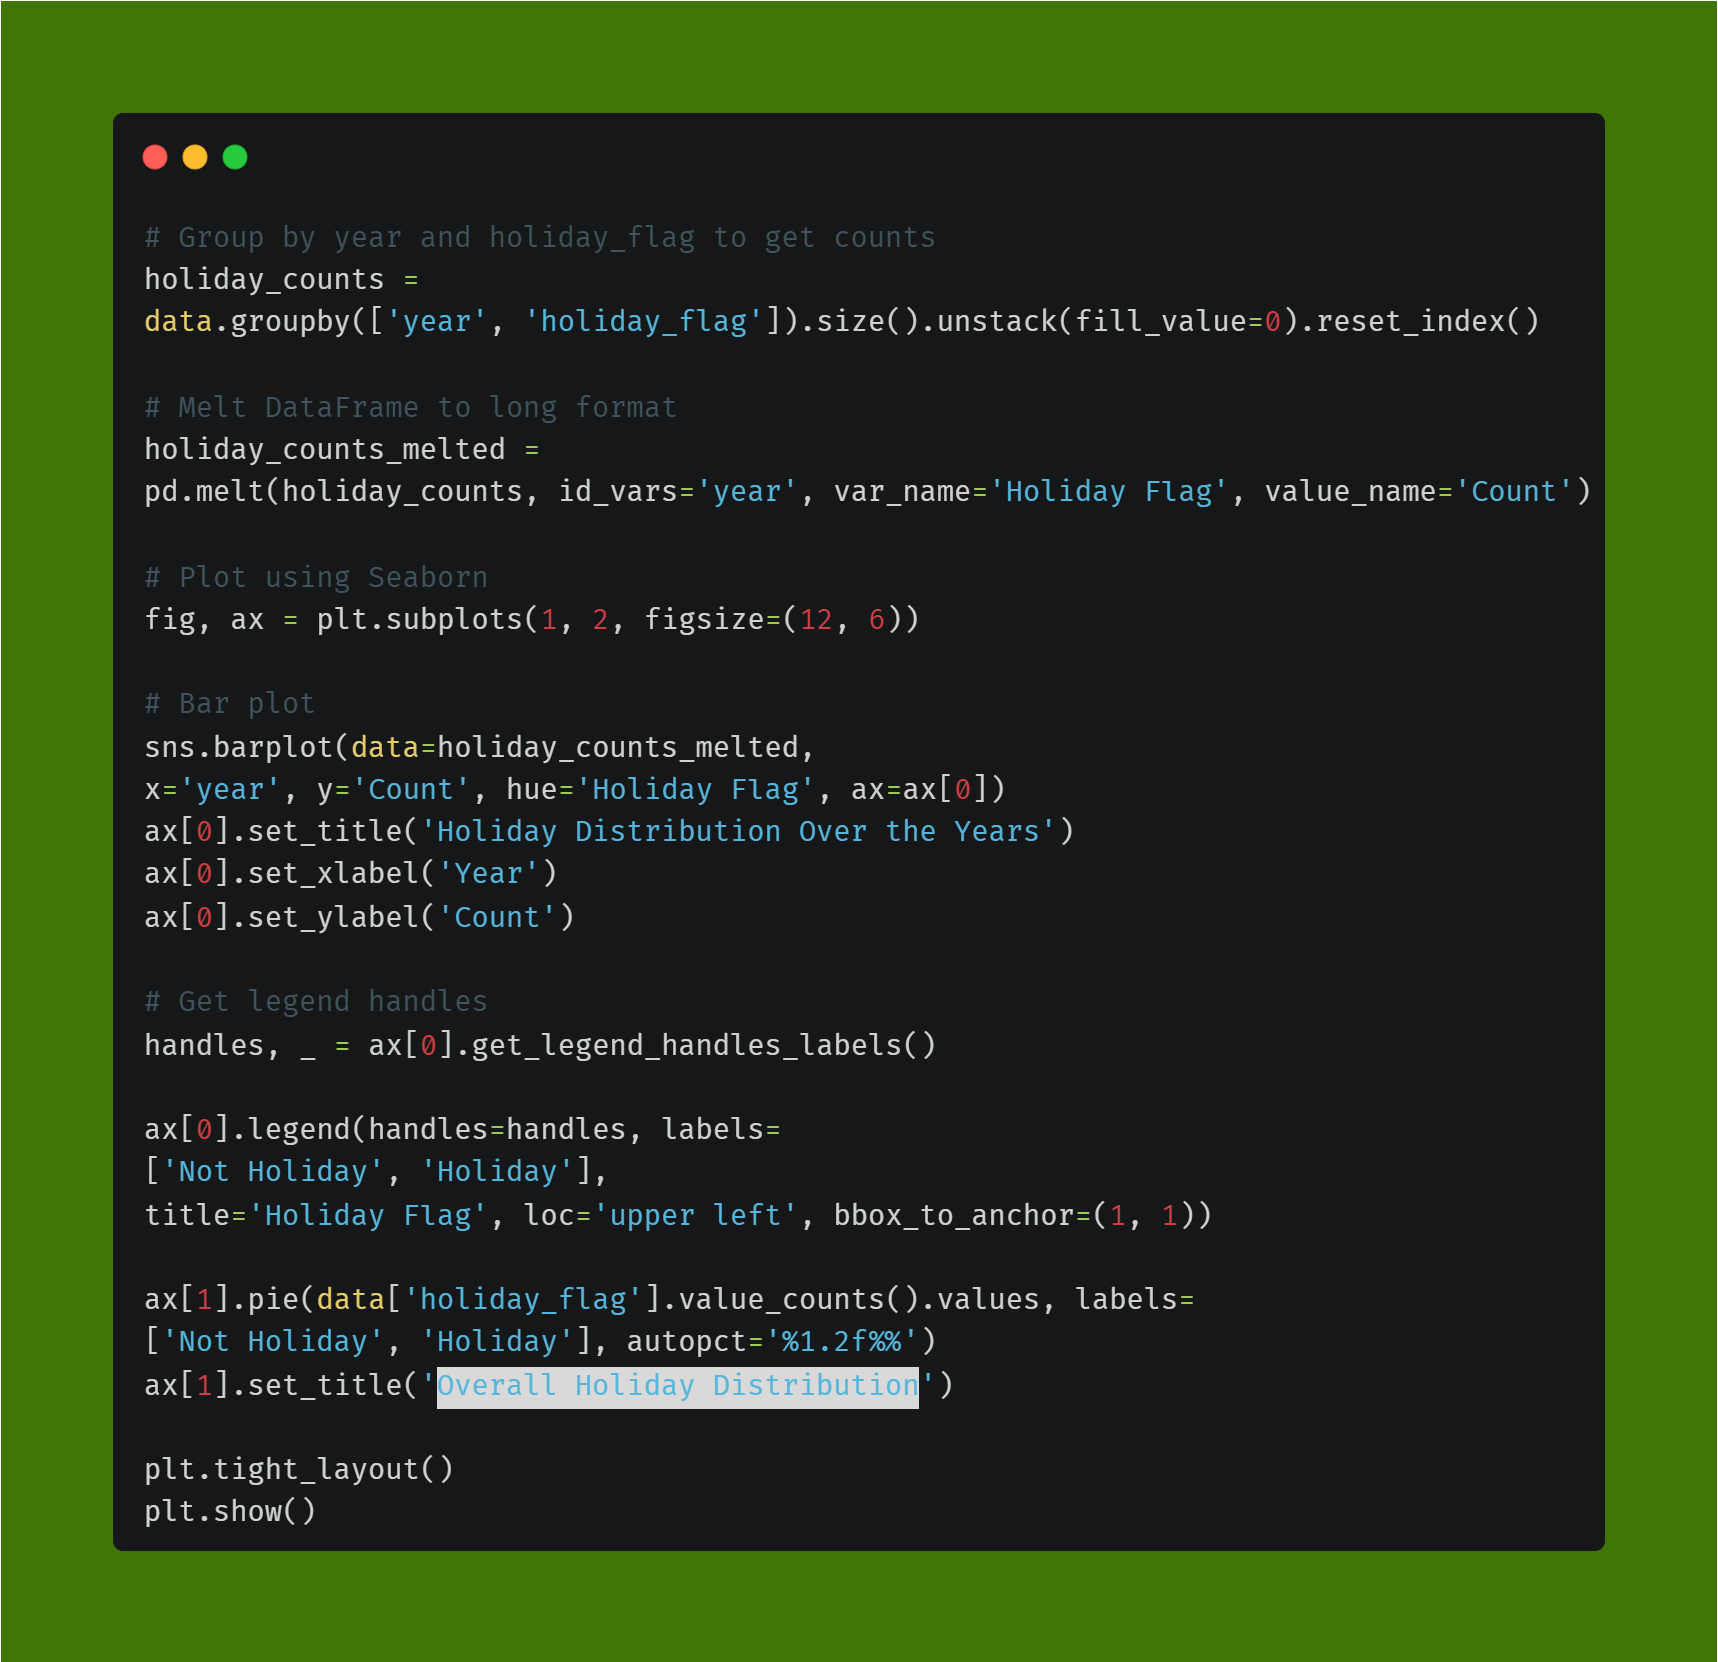 # Group by year and holiday_flag to get counts
holiday_counts =
data.groupby(['year', 'holiday_flag']).size().unstack(fill_value=0).reset_index()
# Melt DataFrame to long format
holiday_counts_melted =
pd.melt(holiday_counts, id_vars='year', var_name='Holiday Flag', value_name='Count')
# Plot using Seaborn
fig, ax = plt.subplots(1, 2, figsize=(12, 6))
# Bar plot
sns.barplot(data=holiday_counts_melted,
x='year', y='Count', hue='Holiday Flag', ax=ax[0])
ax[0].set_title('Holiday Distribution Over the Years')
ax[0].set_xlabel('Year')
ax[0].set_ylabel('Count')
# Get legend handles
handles, _ = ax[0].get_legend_handles_labels()
ax[0].legend(handles=handles, labels=
['Not Holiday', 'Holiday'],
title='Holiday Flag', loc='upper left', bbox_to_anchor=(1, 1))
ax[1].pie(data['holiday_flag'].value_counts().values, labels=
['Not Holiday', 'Holiday'], autopct='%1.2f%%')
ax[1].set_title('Overall Holiday Distribution')
plt.tight_layout()
plt.show()